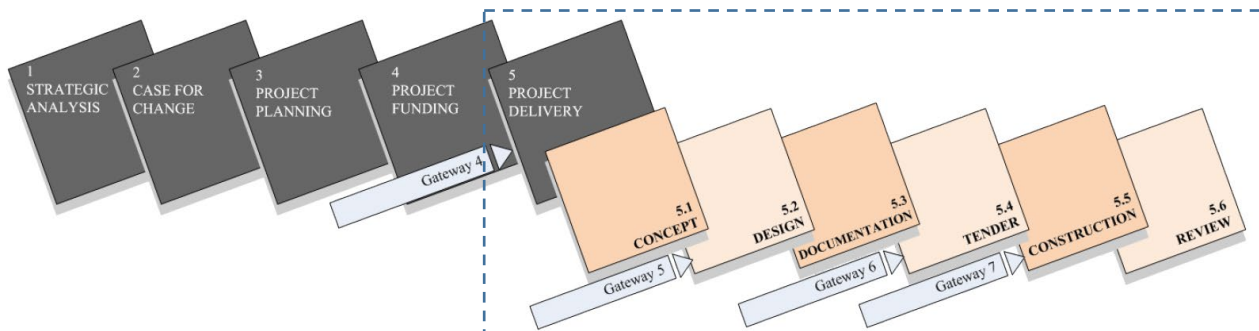 1
STRATEGIC
ANALYSIS
2
CASE FOR
CHANGE
3
PROJECT
PLANNING
4
PROJECT
FUNDING
5
PROJECT
DELIVERY
Gateway 4
5.1
CONCEPT
5.2
DESIGN
5.3
DOCUMENTATION
5.4
TENDER
5.5
CONSTRUCTION
5.6
REVIEW
Gateway 5
Gateway 6
Gateway 7